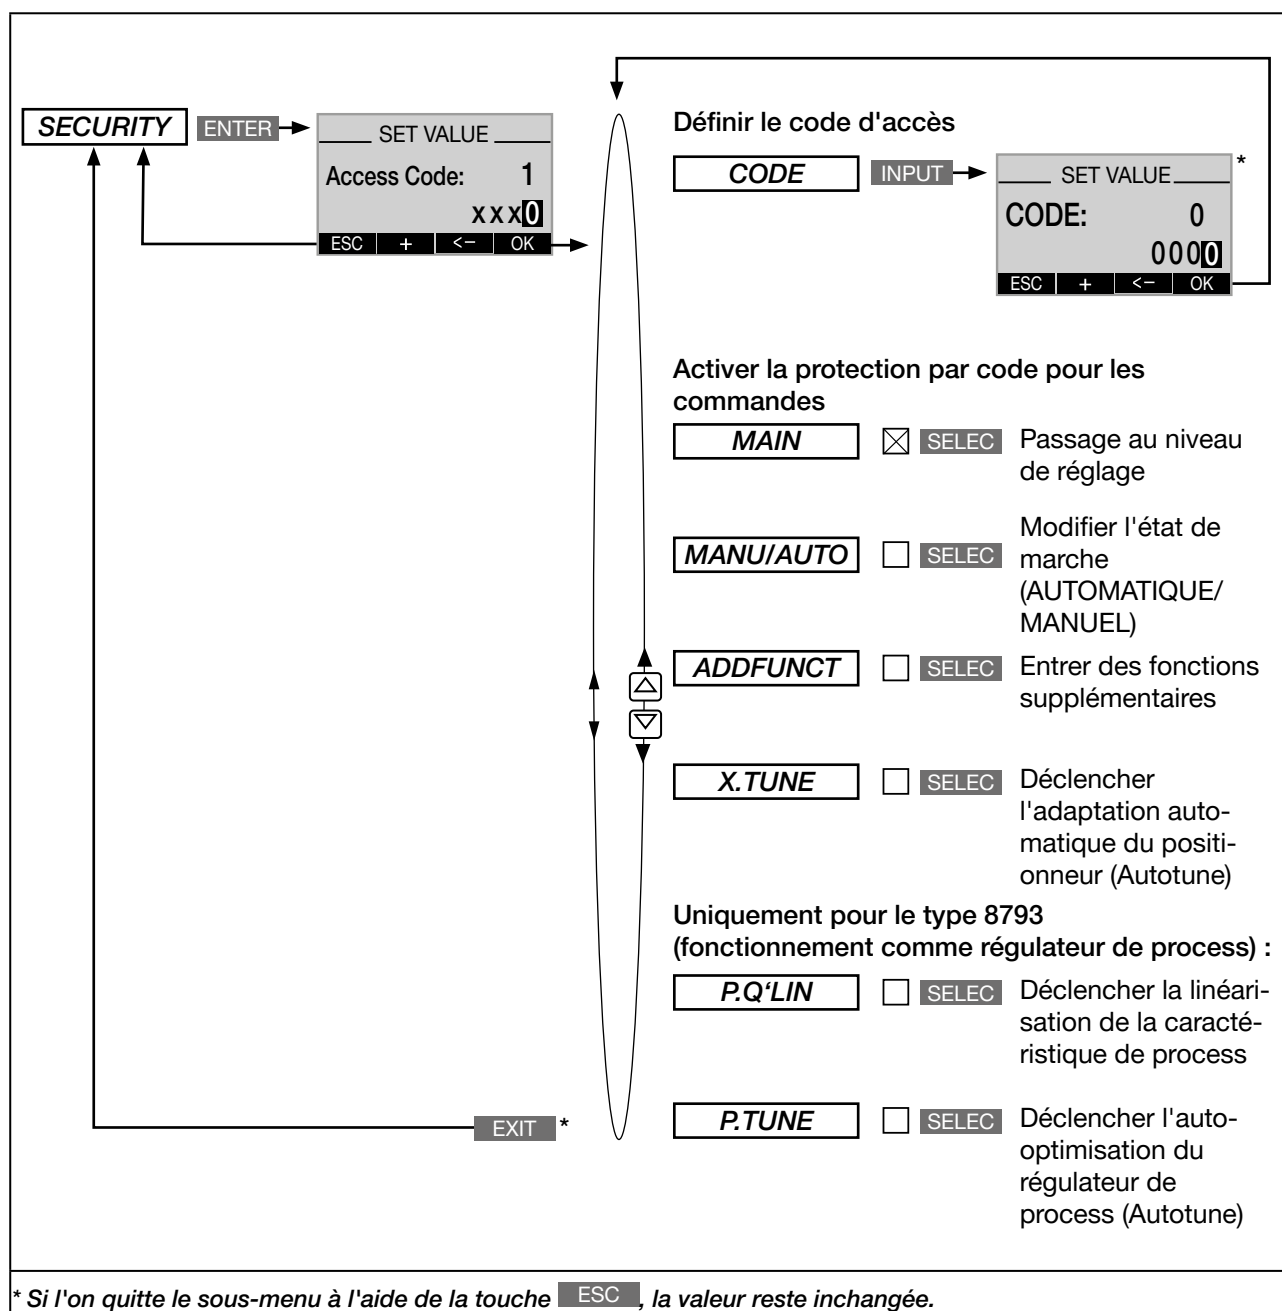 SECURITY ENTER
SET VALUE
Access Code: 1
xxx0
ESC + <– OK
Définir le code d'accès
CODE INPUT
SET VALUE *
CODE: 0
0000
ESC + <– OK
Activer la protection par code pour les
commandes
MAIN SELEC Passage au niveau
de réglage
MANU/AUTO SELEC Modifier l'état de
marche
(AUTOMATIQUE/
MANUEL)
ADDFUNCT SELEC Entrer des fonctions
supplémentaires
X.TUNE SELEC Déclencher
l'adaptation auto-
matique du positi-
onneur (Autotune)
Uniquement pour le type 8793
(fonctionnement comme régulateur de process) :
P.Q‘LIN SELEC Déclencher la linéari-
sation de la caracté-
ristique de process
EXIT *
P.TUNE SELEC Déclencher l'auto-
optimisation du
régulateur de
process (Autotune)
* Si l'on quitte le sous-menu à l'aide de la touche ESC , la valeur reste inchangée.